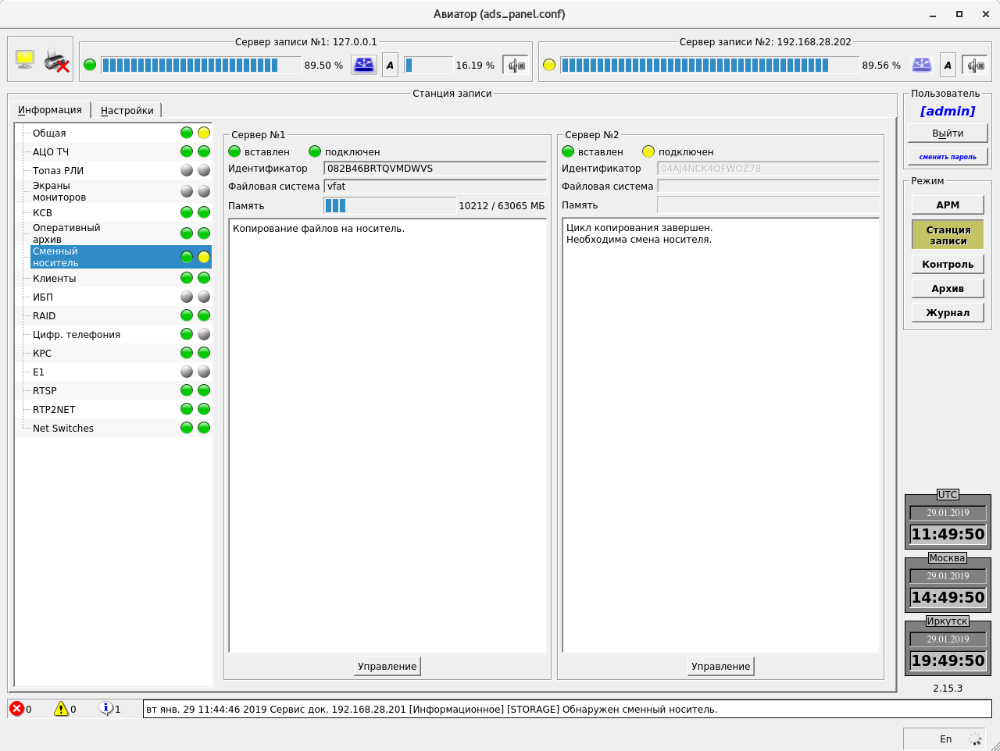 Авиатор (ads_panel.conf)
Сервер записи №1: 127.0.0.1
89.50 %
A
16.19 %
Сервер записи №2: 192.168.28.202
89.56 %
A
Станция записи
Информация
Настройки
Общая
АЦО ТЧ
Топаз РЛИ
Экраны
мониторов
КСВ
Оперативный
архив
Сменный
носитель
Клиенты
ИБП
RAID
Цифр. телефония
КРС
E1
RTSP
RTP2NET
Net Switches
Сервер №1
вставлен
подключен
Идентификатор
082B46BRTQVMDWVS
Файловая система
vfat
Память
10212 / 63065 МБ
Копирование файлов на носитель.
Управление
Сервер №2
вставлен
подключен
Идентификатор
04AJ4NCK4OFWOZ78
Файловая система
Память
Цикл копирования завершен.
Необходима смена носителя.
Управление
Пользователь
[admin]
Выйти
сменить пароль
Режим
АРМ
Станция
записи
Контроль
Архив
Журнал
UTC
29.01.2019
11:49:50
Москва
29.01.2019
14:49:50
Иркутск
29.01.2019
19:49:50
2.15.3
0
0
1
вт янв. 29 11:44:46 2019 Сервис док. 192.168.28.201 [Информационное] [STORAGE] Обнаружен сменный носитель.
En